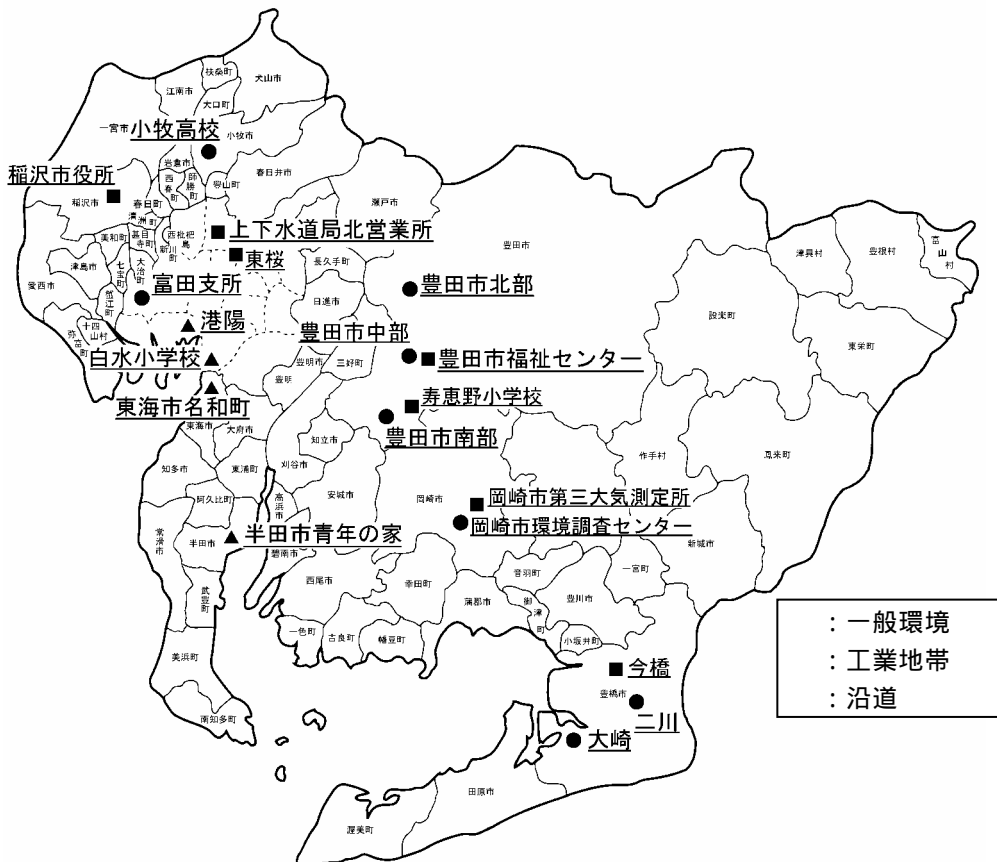 扶桑町
犬山市
江南市
大口町
一宮市
小牧高校
小牧市
岩倉市
西春町
師勝町
豊山町
春日井市
稲沢市役所
稲沢市
春日町
清洲町
瀬戸市
上下水道局北営業所
美和町
甚目寺町
新川町
西枇杷島
東桜
豊田市
長久手町
津島市
七宝町
大治町
富田支所
愛西市
蟹江町
日進市
豊田市北部
津具村
豊根村
富山村
設楽町
東栄町
港陽
豊田市中部
十四山村
弥富町
白水小学校
豊明市
三好町
豊田市福祉センター
豊明
東海市名和町
寿恵野小学校
豊田市南部
東海市
大府市
知立市
作手村
鳳来町
知多市
東浦町
刈谷市
阿久比町
高浜市
安城市
岡崎市
岡崎市第三大気測定所
岡崎市環境調査センター
常滑市
半田市
半田市青年の家
碧南市
新城市
西尾市
幸田町
音羽町
一宮町
武豊町
蒲郡市
御津町
豊川市
一色町
吉良町
幡豆町
小坂井町
美浜町
今橋
豊橋市
二川
南知多町
大崎
田原市
渥美町
：一般環境
：工業地帯
：沿道